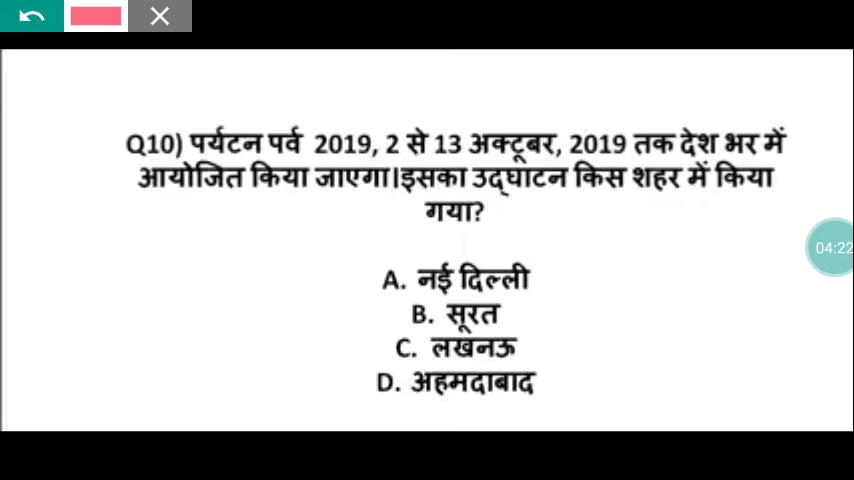 Q10) पर्यटन पर्व 2019, 2 से 13 अक्टूबर, 2019 तक देश भर में
आयोजित किया जाएगा।इसका उद्घाटन किस शहर में किया
गया?
04:22
A. नई दिल्ली
B. सूरत
C. लखनऊ
D. अहमदाबाद